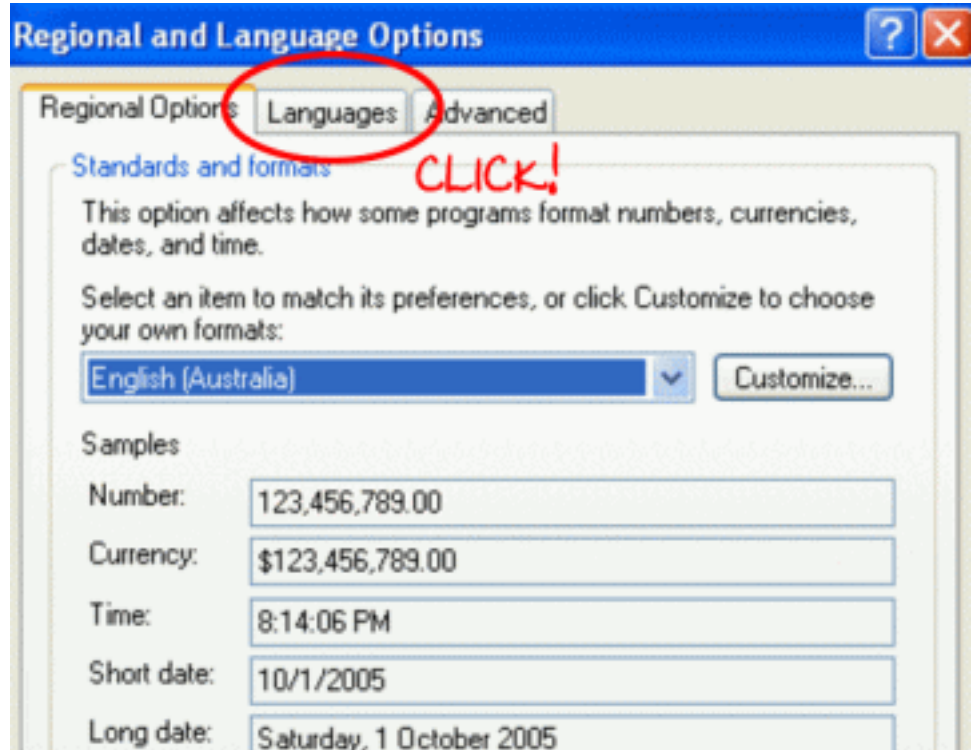 Regional and Language Options
Regional Options Languages Advanced
CLICK!
Standards and formats
This option affects how some programs format numbers, currencies,
dates, and time.
Select an item to match its preferences, or click Customize to choose
your own formats:
English (Australia) Customize...
Samples
Number: 123,456,789.00
Currency: $123,456,789.00
Time: 8:14:06 PM
Short date: 10/1/2005
Long date: Saturday, 1 October 2005